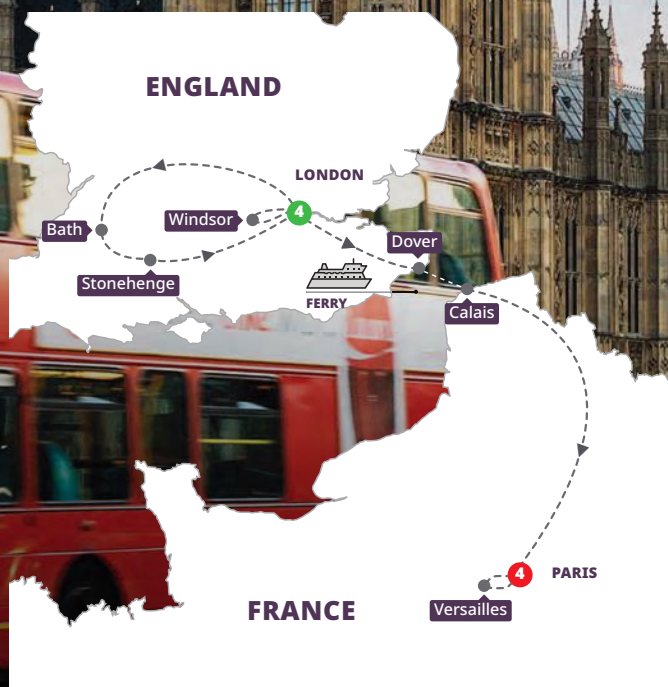 ENGLAND
LONDON
4
Windsor
Bath
Dover
Stonehenge
FERRY
Calais
4
PARIS
Versailles
FRANCE